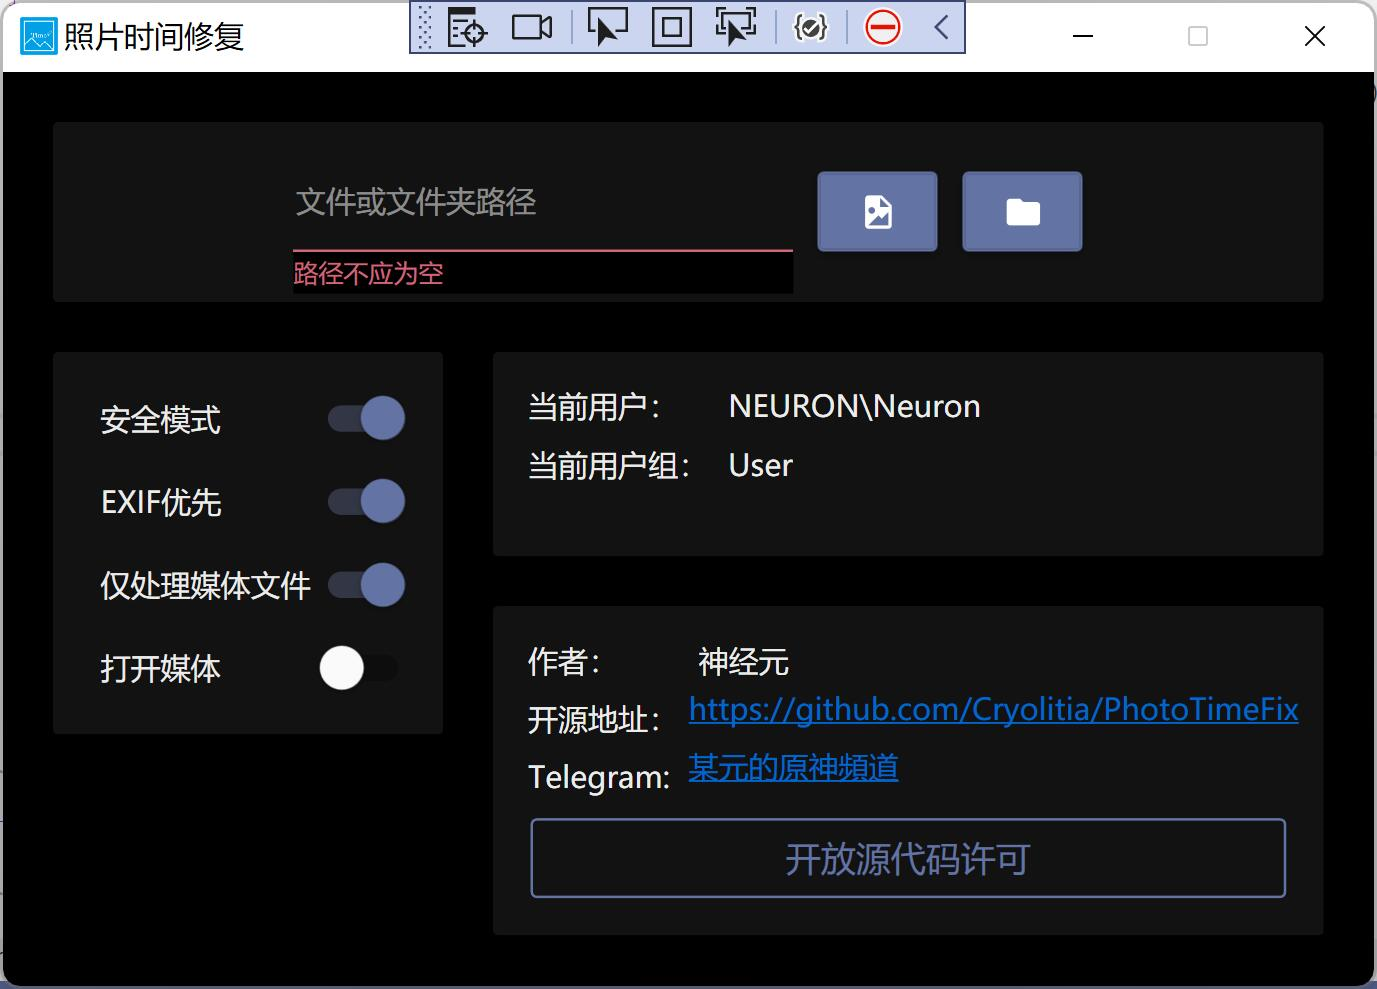 照片时间修复
文件或文件夹路径
路径不应为空
安全模式
EXIF优先
仅处理媒体文件
打开媒体
当前用户： NEURON\Neuron
当前用户组： User
作者： 神经元
开源地址： https://github.com/Cryolitia/PhotoTimeFix
Telegram: 某元的原神頻道
开放源代码许可